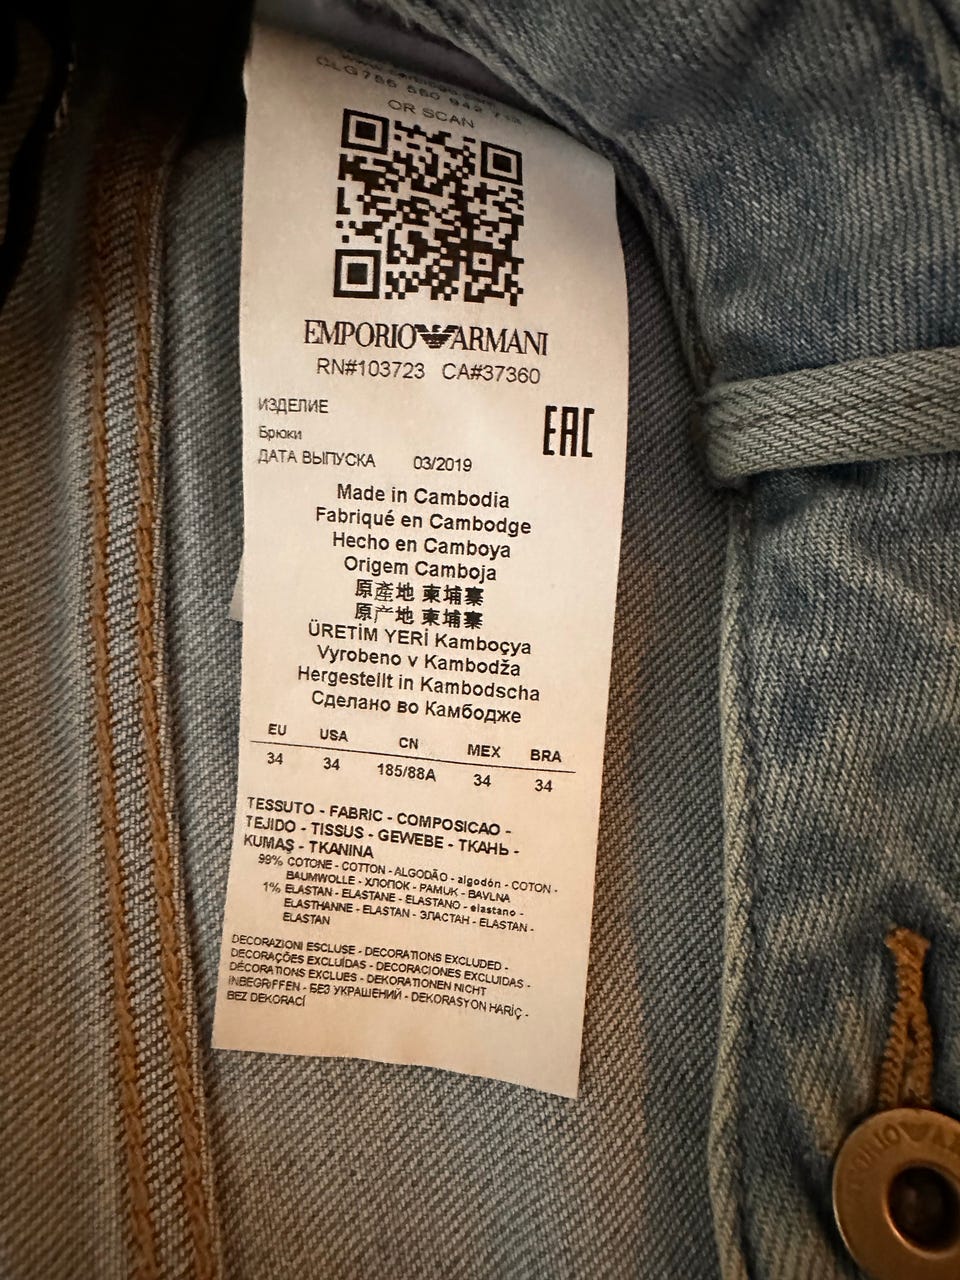 CLG 786 580 942 713
OR SCAN
EMPORIO ARMANI
RN#103723 CA#37360
ИЗДЕЛИЕ
EAC
Брюки
ДАТА ВЫПУСКА 03/2019
Made in Cambodia
Fabriqué en Cambodge
Hecho en Camboya
Origem Camboja
原產地 柬埔寨
原产地 柬埔寨
ÜRETİM YERİ Kamboçya
Vyrobeno v Kambodža
Hergestellt in Kambodscha
Сделано во Камбодже
EU USA CN MEX BRA
34 34 185/88A 34 34
TESSUTO - FABRIC - COMPOSICAO -
TEJIDO - TISSUS - GEWEBE - ТКАНЬ -
KUMAŞ - TKANINA
99% COTONE - COTTON - ALGODÃO - algodón - COTON -
BAUMWOLLE - ХЛОПОК - PAMUK - BAVLNA
1% ELASTAN - ELASTANE - ELASTANO - elastano -
ELASTHANNE - ELASTAN - ЭЛАСТАН - ELASTAN -
ELASTAN
DECORAZIONI ESCLUSE - DECORATIONS EXCLUDED -
DECORAÇÕES EXCLUÍDAS - DECORACIONES EXCLUIDAS -
DÉCORATIONS EXCLUES - DEKORATIONEN NICHT
INBEGRIFFEN - БЕЗ УКРАШЕНИЙ - DEKORASYON HARİÇ -
BEZ DEKORACÍ